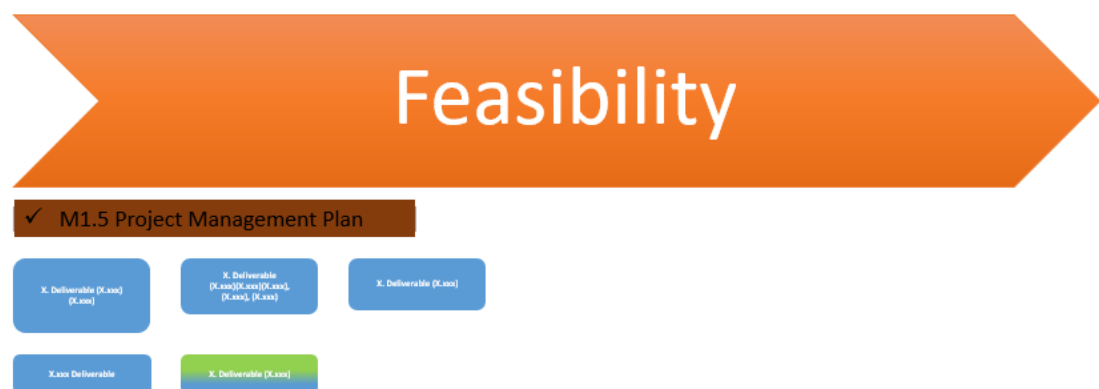 Feasibility
✓ M1.5 Project Management Plan
X. Deliverable (X.xxx)
(X.xxx)
X. Deliverable
(X.xxx)(X.xxx)(X.xxx),
(X.xxx), (X.xxx)
X. Deliverable (X.xxx)
X.xxx Deliverable
X. Deliverable (X.xxx)